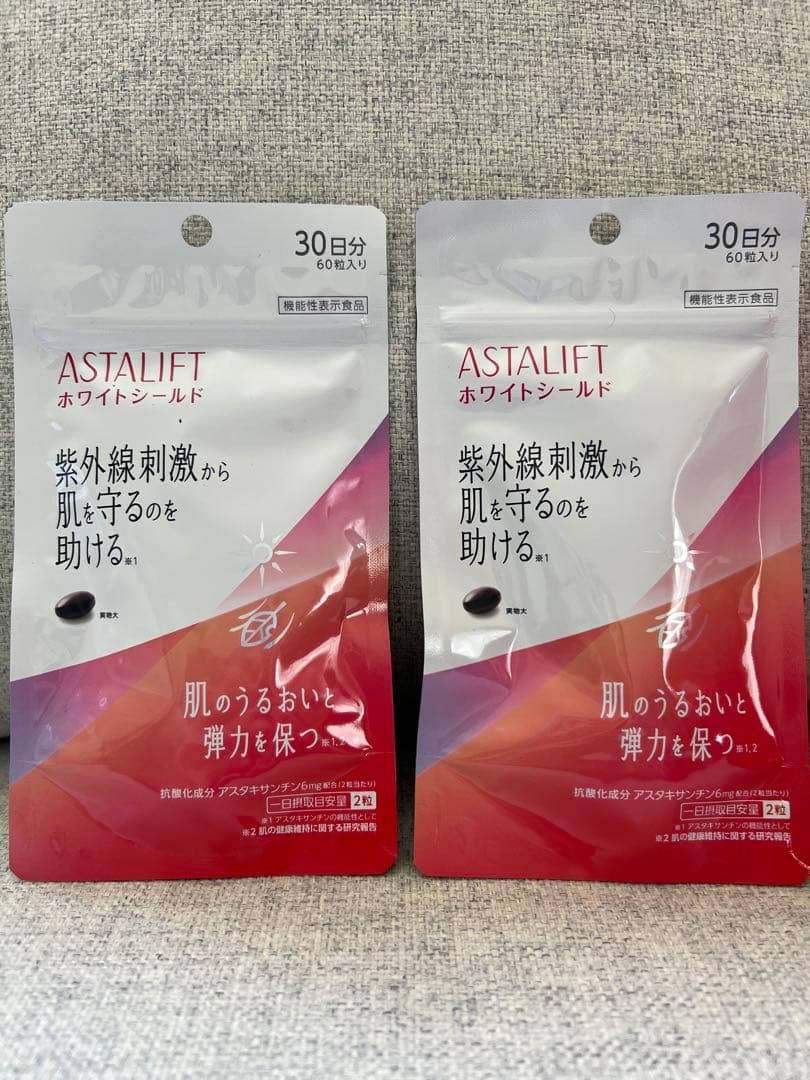 30日分
60粒入り
機能性表示食品
ASTALIFT
ホワイトシールド
紫外線刺激から
肌を守るのを
助ける※1
実物大
肌のうるおいと
弾力を保つ※1,2
抗酸化成分 アスタキサンチン6mg配合(2粒当たり)
一日摂取目安量 2粒
※1 アスタキサンチンの機能性として
※2 肌の健康維持に関する研究報告
30日分
60粒入り
機能性表示食品
ASTALIFT
ホワイトシールド
紫外線刺激から
肌を守るのを
助ける※1
実物大
肌のうるおいと
弾力を保つ※1,2
抗酸化成分 アスタキサンチン6mg配合(2粒当たり)
一日摂取目安量 2粒
※1 アスタキサンチンの機能性として
※2 肌の健康維持に関する研究報告